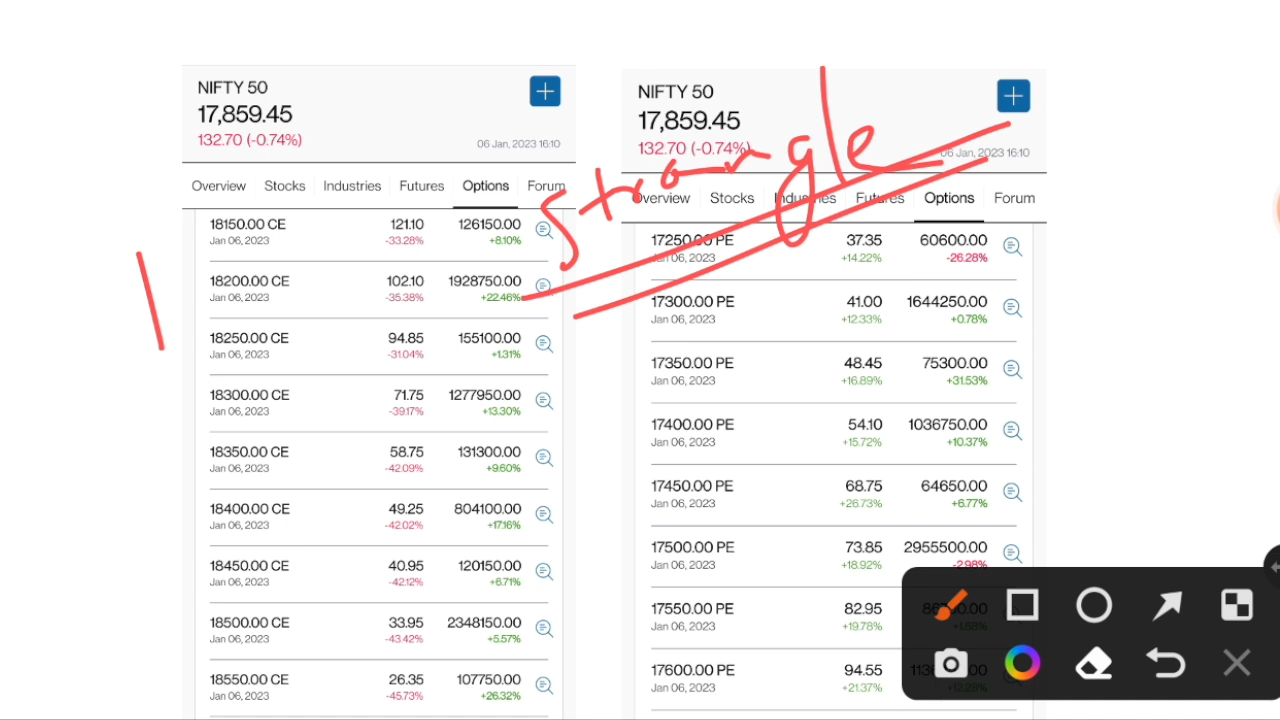 NIFTY 50
17,859.45
132.70 (-0.74%)
06 Jan, 2023 16:10
Overview Stocks Industries Futures Options Forum
18150.00 CE 121.10 126150.00
Jan 06, 2023 -33.28% +8.10%
18200.00 CE 102.10 1928750.00
Jan 06, 2023 -35.38% +22.46%
18250.00 CE 94.85 155100.00
Jan 06, 2023 -31.04% +1.31%
18300.00 CE 71.75 1277950.00
Jan 06, 2023 -39.17% +13.30%
18350.00 CE 58.75 131300.00
Jan 06, 2023 -42.09% +9.60%
18400.00 CE 49.25 804100.00
Jan 06, 2023 -42.02% +17.16%
18450.00 CE 40.95 120150.00
Jan 06, 2023 -42.12% +6.71%
18500.00 CE 33.95 2348150.00
Jan 06, 2023 -43.42% +5.57%
18550.00 CE 26.35 107750.00
Jan 06, 2023 -45.73% +26.32%
strangle
NIFTY 50
17,859.45
132.70 (-0.74%)
06 Jan, 2023 16:10
Overview Stocks Industries Futures Options Forum
17250.00 PE 37.35 60600.00
Jan 06, 2023 +14.22% -26.28%
17300.00 PE 41.00 1644250.00
Jan 06, 2023 +12.33% +0.78%
17350.00 PE 48.45 75300.00
Jan 06, 2023 +16.89% +31.53%
17400.00 PE 54.10 1036750.00
Jan 06, 2023 +15.72% +10.37%
17450.00 PE 68.75 64650.00
Jan 06, 2023 +26.73% +6.77%
17500.00 PE 73.85 2955500.00
Jan 06, 2023 +18.92% -2.98%
17550.00 PE 82.95
Jan 06, 2023 +19.78%
17600.00 PE 94.55
Jan 06, 2023 +21.37%